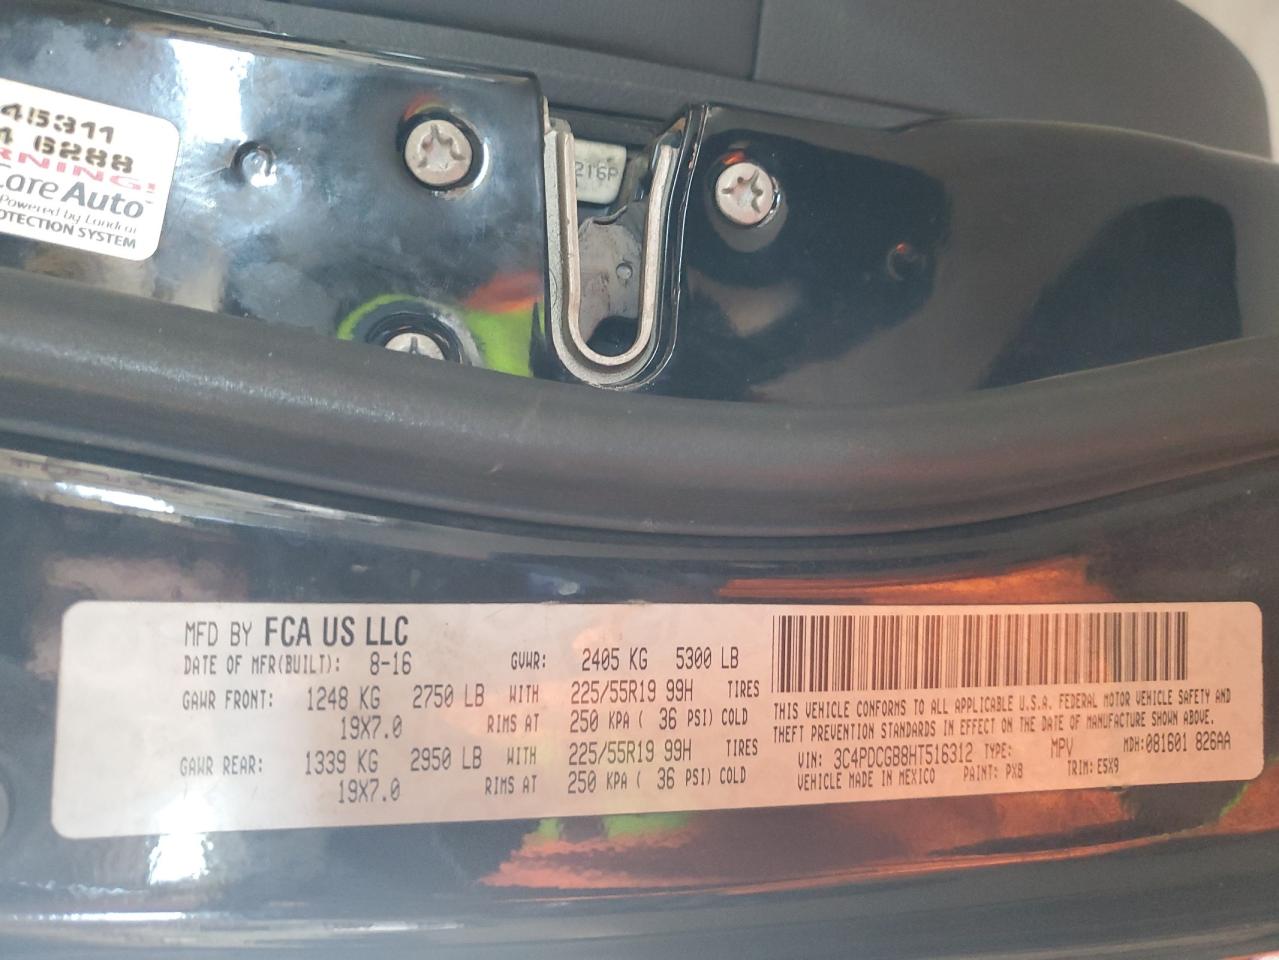 45311
4 6288
RNING!
Care Auto
Powered by Landcar
OTECTION SYSTEM
216P
MFD BY FCA US LLC
DATE OF MFR(BUILT): 8-16 GVWR: 2405 KG 5300 LB
GAWR FRONT: 1248 KG 2750 LB WITH 225/55R19 99H TIRES
19X7.0 RIMS AT 250 KPA ( 36 PSI) COLD
GAWR REAR: 1339 KG 2950 LB WITH 225/55R19 99H TIRES
19X7.0 RIMS AT 250 KPA ( 36 PSI) COLD
THIS VEHICLE CONFORMS TO ALL APPLICABLE U.S.A. FEDERAL MOTOR VEHICLE SAFETY AND
THEFT PREVENTION STANDARDS IN EFFECT ON THE DATE OF MANUFACTURE SHOWN ABOVE.
VIN: 3C4PDCGB8HT516312 TYPE: MPV MDH:081601 826AA
VEHICLE MADE IN MEXICO PAINT: PX8 TRIM: E5X9